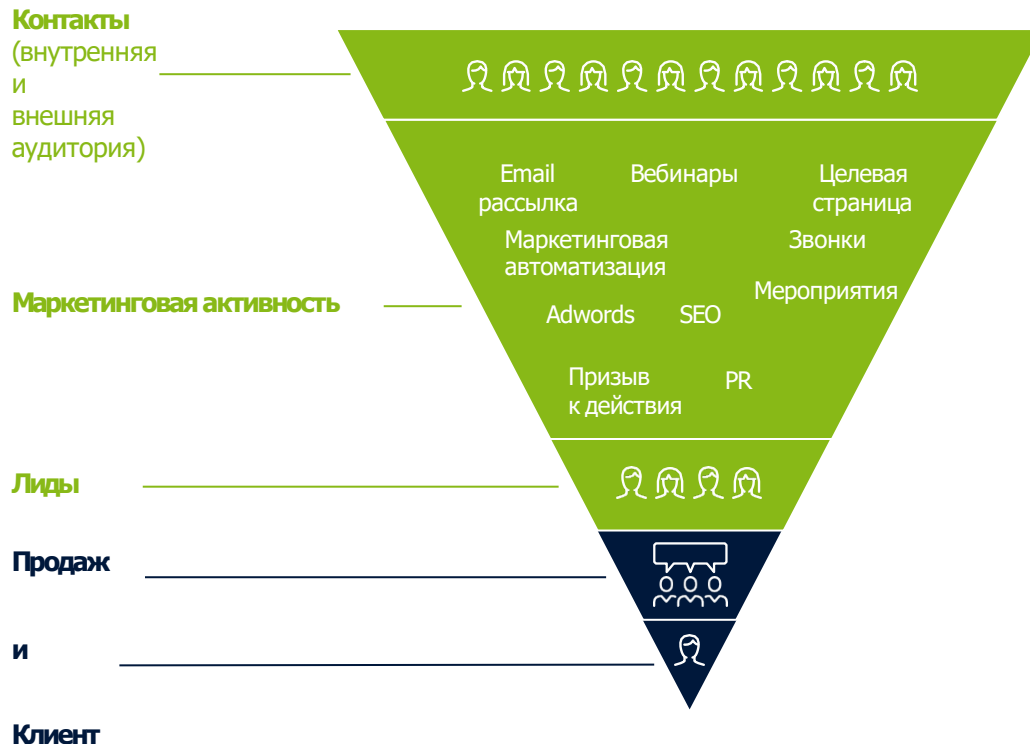 Контакты
(внутренняя
и
внешняя
аудитория)
Email
рассылка
Вебинары
Целевая
страница
Маркетинговая
автоматизация
Звонки
Мероприятия
Маркетинговая активность
Adwords
SEO
Призыв
к действия
PR
Лиды
Продаж
и
Клиент